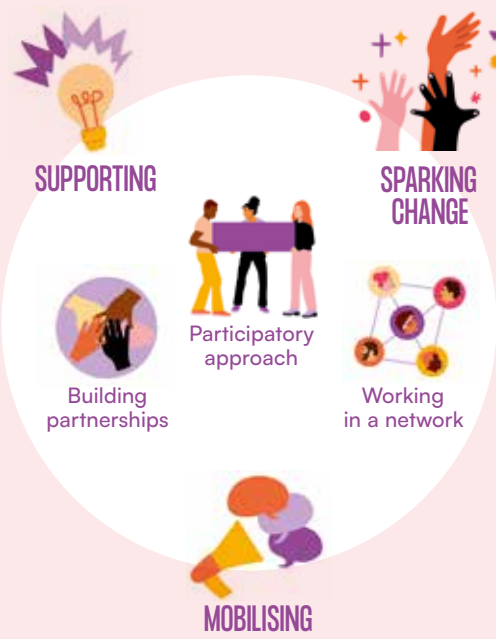 SUPPORTING
SPARKING
CHANGE
Participatory
approach
Building
partnerships
Working
in a network
MOBILISING